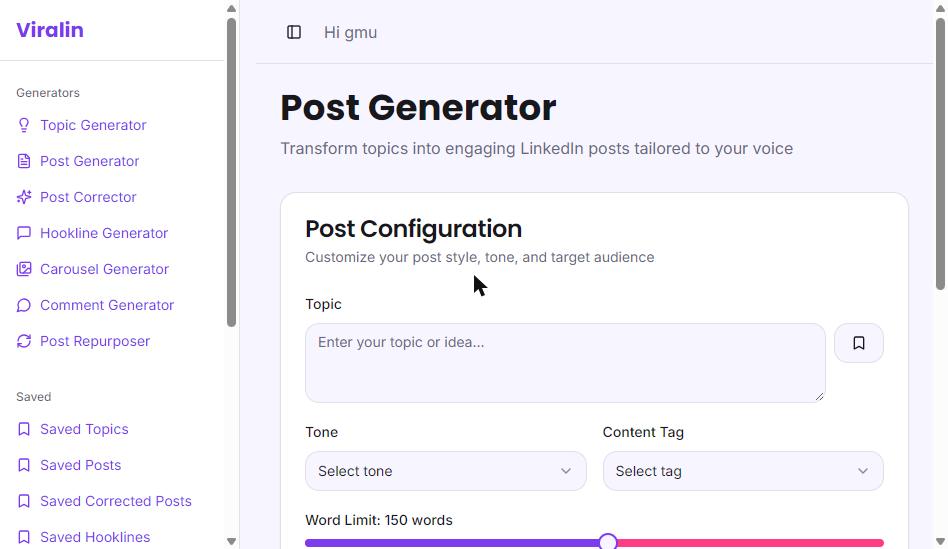 Viralin
Hi gmu
Generators
Topic Generator
Post Generator
Post Corrector
Hookline Generator
Carousel Generator
Comment Generator
Post Repurposer
Saved
Saved Topics
Saved Posts
Saved Corrected Posts
Saved Hooklines
Post Generator
Transform topics into engaging LinkedIn posts tailored to your voice
Post Configuration
Customize your post style, tone, and target audience
Topic
Enter your topic or idea...
Tone
Content Tag
Select tone
Select tag
Word Limit: 150 words